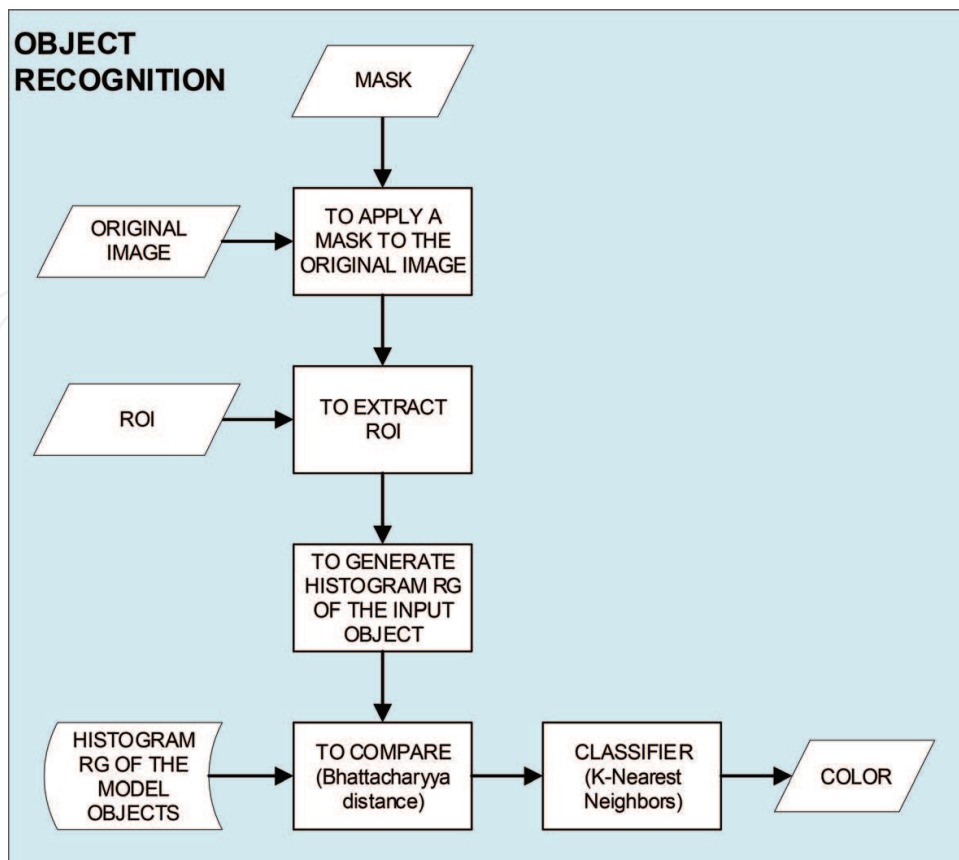 OBJECT
RECOGNITION
MASK
ORIGINAL
IMAGE
TO APPLY A
MASK TO THE
ORIGINAL IMAGE
ROI
TO EXTRACT
ROI
TO GENERATE
HISTOGRAM RG
OF THE INPUT
OBJECT
HISTOGRAM
RG OF THE
MODEL
OBJECTS
TO COMPARE
(Bhattacharyya
distance)
CLASSIFIER
(K-Nearest
Neighbors)
COLOR